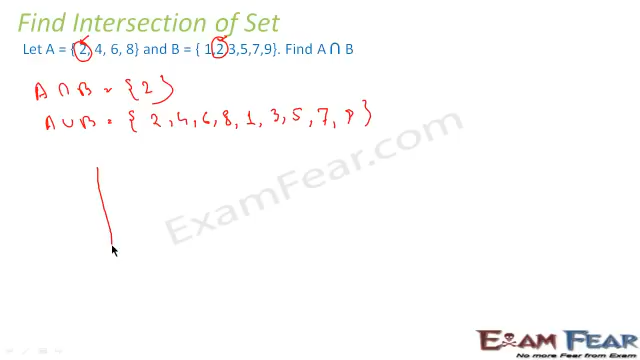 Find Intersection of Set
Let A = { 2, 4, 6, 8} and B = { 1,2 3,5,7,9}. Find A ∩ B
A ∩ B = {2}
A ∪ B = { 2, 4, 6, 8, 1, 3, 5, 7, 9 }
ExamFear.com
EXAM FEAR
No more Fear from Exam